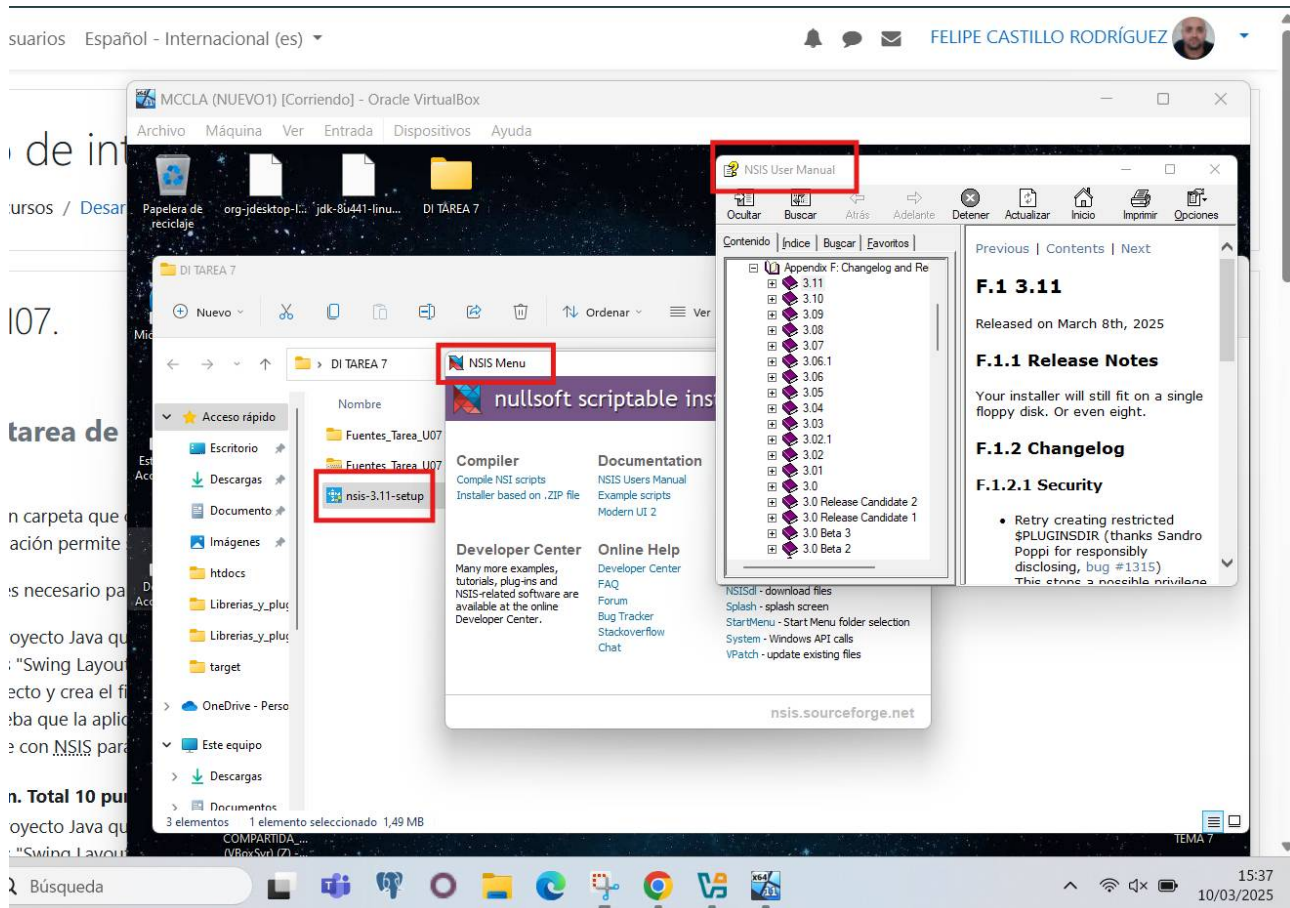 suarios Español - Internacional (es)
FELIPE CASTILLO RODRÍGUEZ
de int
ursos / Desar
I07.
tarea de
n carpeta que
ación permite
es necesario pa
oyecto Java qu
"Swing Layout
ecto y crea el fi
eba que la aplic
e con NSIS para
n. Total 10 pun
oyecto Java qu
"Swing Layout
MCCLA (NUEVO1) [Corriendo] - Oracle VirtualBox
Archivo Máquina Ver Entrada Dispositivos Ayuda
Papelera de reciclaje
org-jdesktop-l...
jdk-8u441-linu...
DI TAREA 7
DI TAREA 7
Nuevo
Ordenar
Ver
DI TAREA 7
Acceso rápido
Escritorio
Descargas
Documento
Imágenes
htdocs
Librerias_y_plug
Librerias_y_plug
target
OneDrive - Perso
Este equipo
Descargas
Documentos
Nombre
Fuentes_Tarea_U07
Fuentes_Tarea_U07
nsis-3.11-setup
3 elementos 1 elemento seleccionado 1,49 MB
COMPARTIDA_...
(VBoxSvr) (Z) -...
TEMA 7
NSIS Menu
nullsoft scriptable ins
Compiler
Compile NSI scripts
Installer based on .ZIP file
Documentation
NSIS Users Manual
Example scripts
Modern UI 2
Developer Center
Many more examples,
tutorials, plug-ins and
NSIS-related software are
available at the online
Developer Center.
Online Help
Developer Center
FAQ
Forum
Bug Tracker
Stackoverflow
Chat
NSISdl - download files
Splash - splash screen
StartMenu - Start Menu folder selection
System - Windows API calls
VPatch - update existing files
nsis.sourceforge.net
NSIS User Manual
Ocultar Buscar Atrás Adelante Detener Actualizar Inicio Imprimir Opciones
Contenido Índice Buscar Favoritos
Appendix F: Changelog and Re
3.11
3.10
3.09
3.08
3.07
3.06.1
3.06
3.05
3.04
3.03
3.02.1
3.02
3.01
3.0
3.0 Release Candidate 2
3.0 Release Candidate 1
3.0 Beta 3
3.0 Beta 2
Previous | Contents | Next
F.1 3.11
Released on March 8th, 2025
F.1.1 Release Notes
Your installer will still fit on a single
floppy disk. Or even eight.
F.1.2 Changelog
F.1.2.1 Security
Retry creating restricted
$PLUGINSDIR (thanks Sandro
Poppi for responsibly
disclosing, bug #1315)
This stops a possible privilege
Búsqueda
15:37
10/03/2025